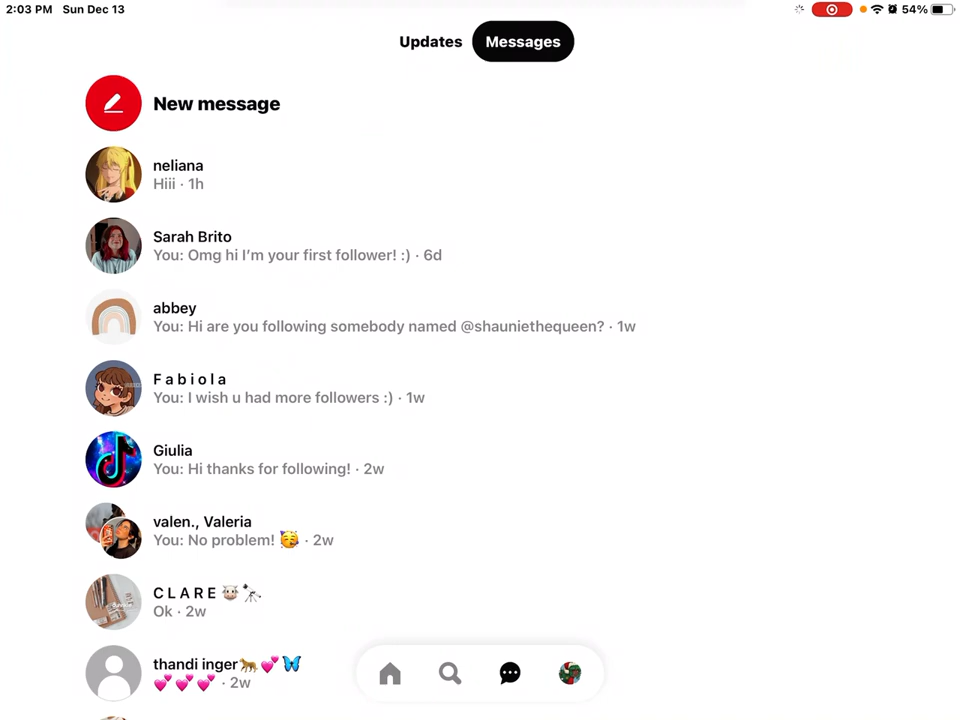 2:03 PM Sun Dec 13
54%
Updates Messages
New message
neliana
Hiii · 1h
Sarah Brito
You: Omg hi I’m your first follower! :) · 6d
abbey
You: Hi are you following somebody named @shauniethequeen? · 1w
F a b i o l a
You: I wish u had more followers :) · 1w
Giulia
You: Hi thanks for following! · 2w
valen., Valeria
You: No problem! 🥳 · 2w
C L A R E 🐮🔭
Ok · 2w
thandi inger🐆💕🦋
💕💕💕 · 2w